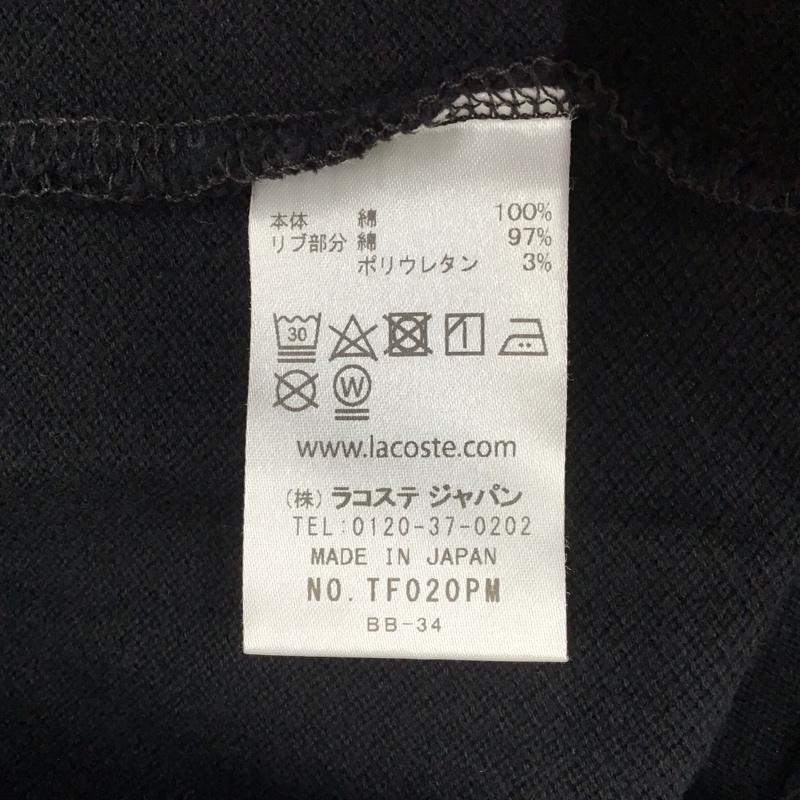 本体 綿 100%
リブ部分 綿 97%
ポリウレタン 3%
30
W
www.lacoste.com
(株) ラコステ ジャパン
TEL:0120-37-0202
MADE IN JAPAN
NO. TF020PM
BB-34